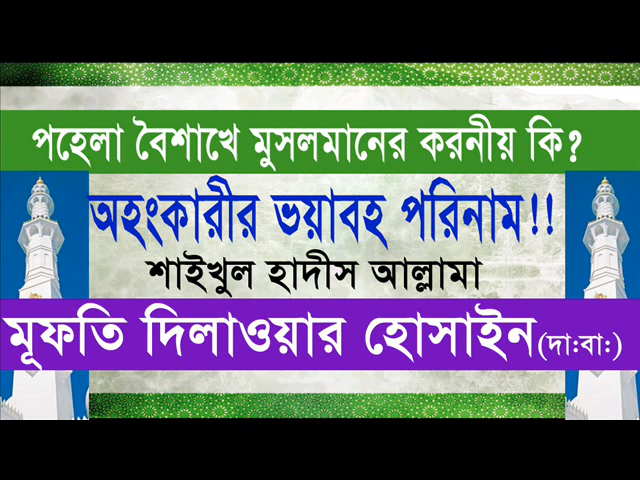 পহেলা বৈশাখে মুসলমানের করনীয় কি?
অহংকারীর ভয়াবহ পরিনাম!!
শাইখুল হাদীস আল্লামা
মূফতি দিলাওয়ার হোসাইন(দা:বা:)